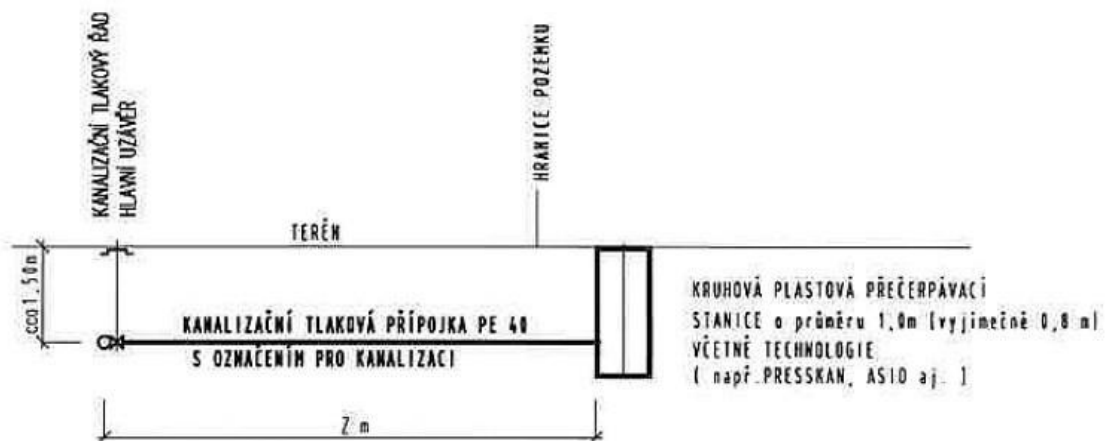 KANALIZAČNÍ TLAKOVÝ ŘAD
HLAVNÍ UZÁVĚR
HRANICE POZEMKU
TERÉN
cca1,50m
KANALIZAČNÍ TLAKOVÁ PŘÍPOJKA PE 40
S OZNAČENÍM PRO KANALIZACI
KRUHOVÁ PLASTOVÁ PŘEČERPÁVACÍ
STANICE o průměru 1,0m (vyjímečně 0,8 m)
VČETNĚ TECHNOLOGIE
( např.PRESSKAN, ASIO aj. )
Z m